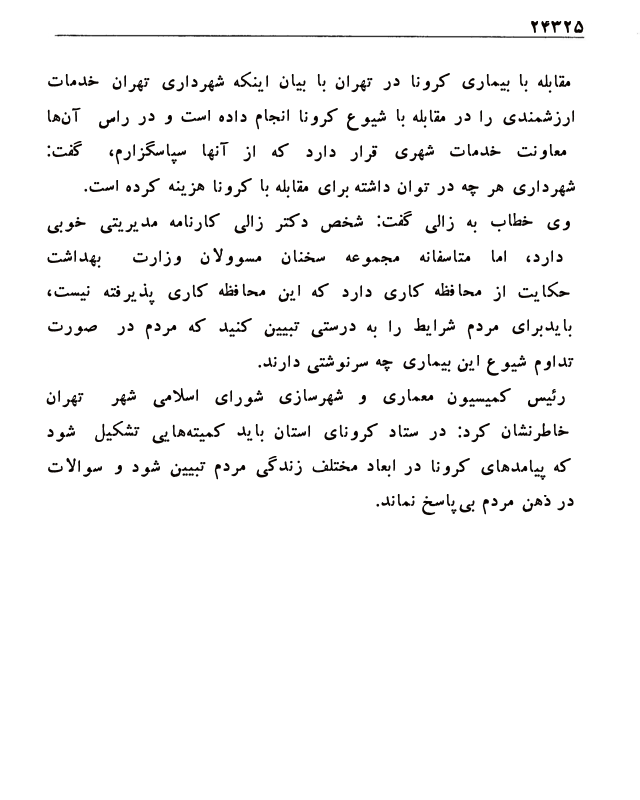 ۲۴۳۲۵
مقابله با بیماری کرونا در تهران با بیان اینکه شهرداری تهران خدمات
ارزشمندی را در مقابله با شیوع کرونا انجام داده است و در راس آن‌ها
معاونت خدمات شهری قرار دارد که از آنها سپاسگزارم، گفت:
شهرداری هر چه در توان داشته برای مقابله با کرونا هزینه کرده است.
وی خطاب به زالی گفت: شخص دکتر زالی کارنامه مدیریتی خوبی
دارد، اما متاسفانه مجموعه سخنان مسوولان وزارت بهداشت
حکایت از محافظه کاری دارد که این محافظه کاری پذیرفته نیست،
بایدبرای مردم شرایط را به درستی تبیین کنید که مردم در صورت
تداوم شیوع این بیماری چه سرنوشتی دارند.
رئیس کمیسیون معماری و شهرسازی شورای اسلامی شهر تهران
خاطرنشان کرد: در ستاد کرونای استان باید کمیته‌هایی تشکیل شود
که پیامدهای کرونا در ابعاد مختلف زندگی مردم تبیین شود و سوالات
در ذهن مردم بی‌پاسخ نماند.